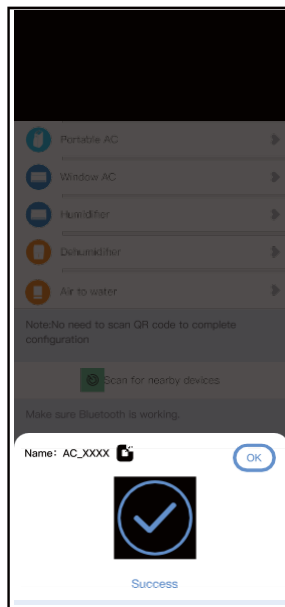 Portable AC
Window AC
Humidifier
Dehumidifier
Air to water
Note:No need to scan QR code to complete
configuration
Scan for nearby devices
Make sure Bluetooth is working.
Name: AC_XXXX
OK
Success